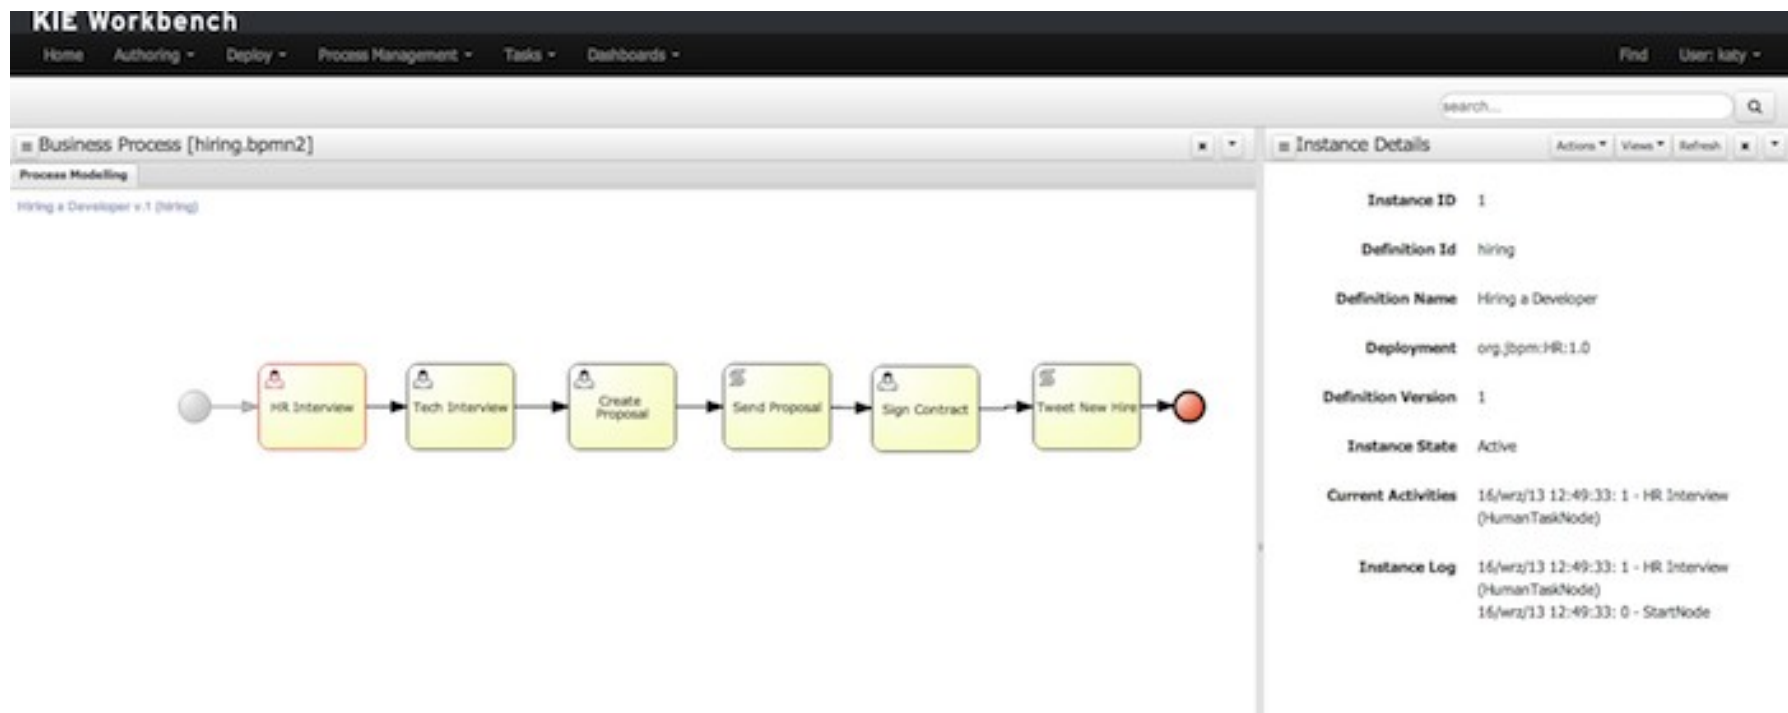 KIE Workbench
Home Authoring Deploy Process Management Tasks Dashboards Find User: katy
search...
Business Process [hiring.bpmn2]
Process Modelling
Hiring a Developer v.1 (hiring)
HR Interview
Tech Interview
Create
Proposal
Send Proposal
Sign Contract
Tweet New Hire
Instance Details Actions Views Refresh
Instance ID 1
Definition Id hiring
Definition Name Hiring a Developer
Deployment org.jbpm:HR:1.0
Definition Version 1
Instance State Active
Current Activities 16/wrz/13 12:49:33: 1 - HR Interview
(HumanTaskNode)
Instance Log 16/wrz/13 12:49:33: 1 - HR Interview
(HumanTaskNode)
16/wrz/13 12:49:33: 0 - StartNode